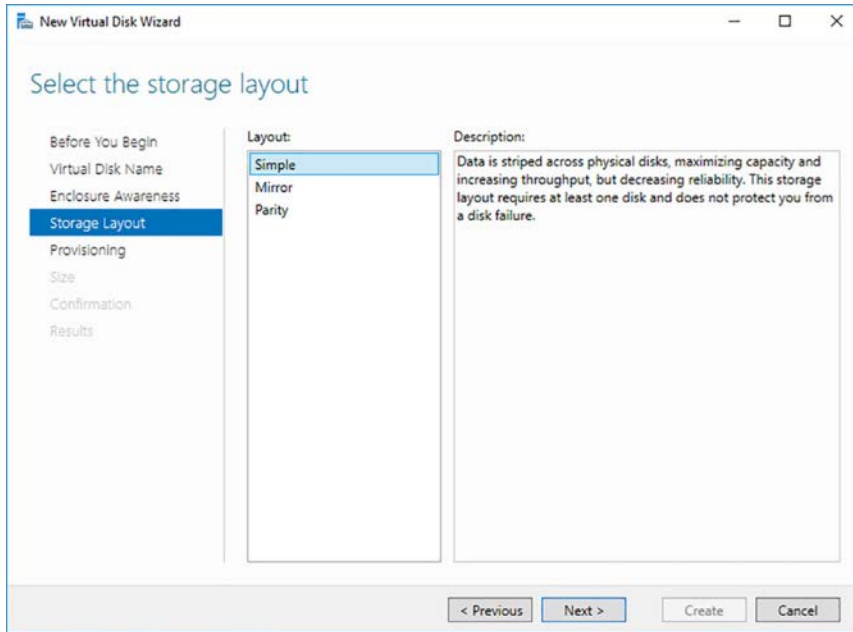 New Virtual Disk Wizard
Select the storage layout
Before You Begin
Virtual Disk Name
Enclosure Awareness
Storage Layout
Provisioning
Size
Confirmation
Results
Layout:
Simple
Mirror
Parity
Description:
Data is striped across physical disks, maximizing capacity and
increasing throughput, but decreasing reliability. This storage
layout requires at least one disk and does not protect you from
a disk failure.
< Previous
Next >
Create
Cancel